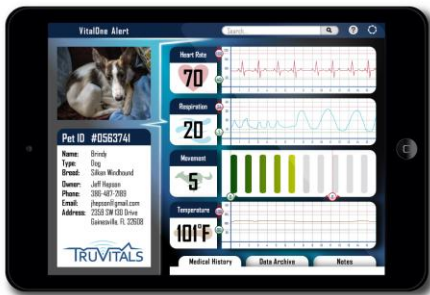 VitalOne Alert
Search...
?
Heart Rate
70
Respiration
20
Pet ID #0563741
Name: Brindy
Type: Dog
Breed: Silken Windhound
Owner: Jeff Hepson
Phone: 386-487-2189
Email: jhepson@gmail.com
Address: 2359 SW 130 Drive
Gainesville, FL 32608
TRUVITALS
Movement
5
Temperature
101°F
Medical History
Data Archive
Notes